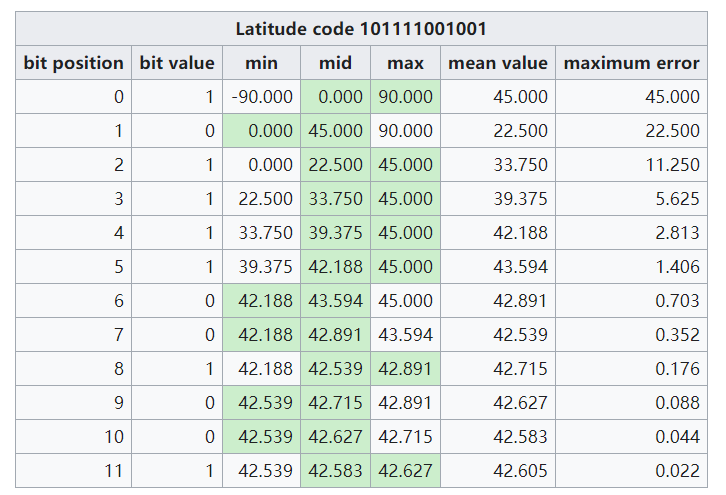 Latitude code 101111001001
bit position bit value min mid max mean value maximum error
0 1 -90.000 0.000 90.000 45.000 45.000
1 0 0.000 45.000 90.000 22.500 22.500
2 1 0.000 22.500 45.000 33.750 11.250
3 1 22.500 33.750 45.000 39.375 5.625
4 1 33.750 39.375 45.000 42.188 2.813
5 1 39.375 42.188 45.000 43.594 1.406
6 0 42.188 43.594 45.000 42.891 0.703
7 0 42.188 42.891 43.594 42.539 0.352
8 1 42.188 42.539 42.891 42.715 0.176
9 0 42.539 42.715 42.891 42.627 0.088
10 0 42.539 42.627 42.715 42.583 0.044
11 1 42.539 42.583 42.627 42.605 0.022